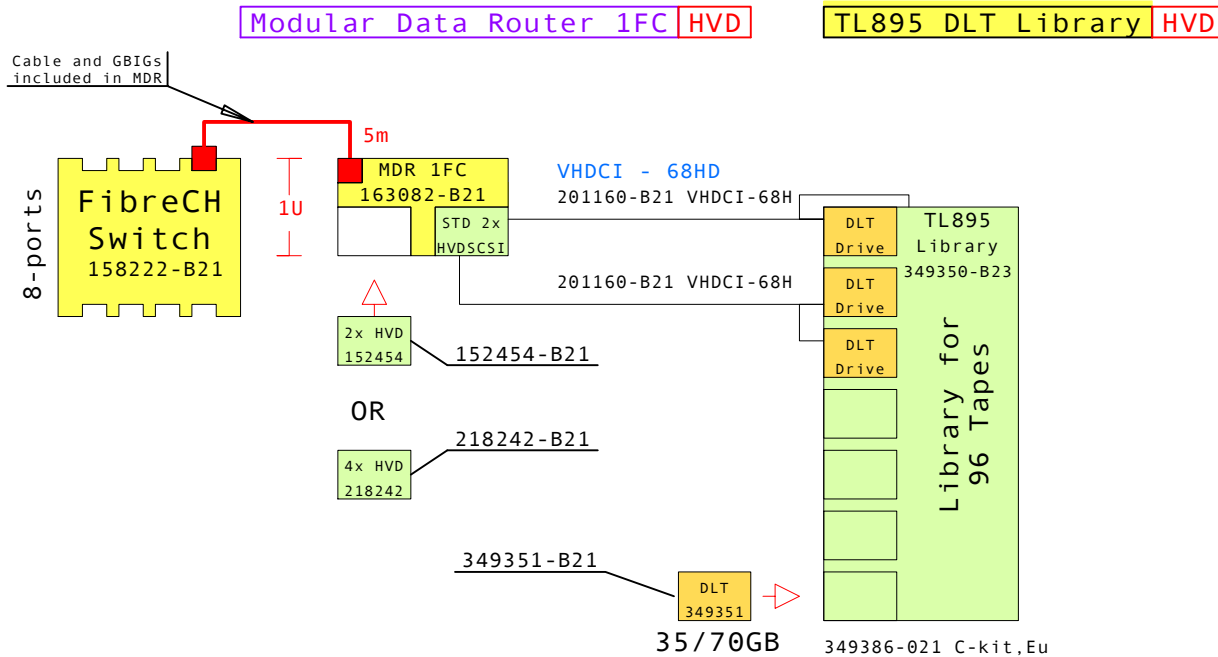 Modular Data Router 1FC HVD
TL895 DLT Library HVD
Cable and GBIGs
included in MDR
5m
8-ports
FibreCH
Switch
158222-B21
1U
MDR 1FC
163082-B21
STD 2x
HVDSCSI
VHDCI - 68HD
201160-B21 VHDCI-68H
201160-B21 VHDCI-68H
DLT
Drive
DLT
Drive
DLT
Drive
TL895
Library
349350-B23
Library for
96 Tapes
2x HVD
152454
152454-B21
OR
4x HVD
218242
218242-B21
349351-B21
DLT
349351
35/70GB
349386-021 C-kit,Eu